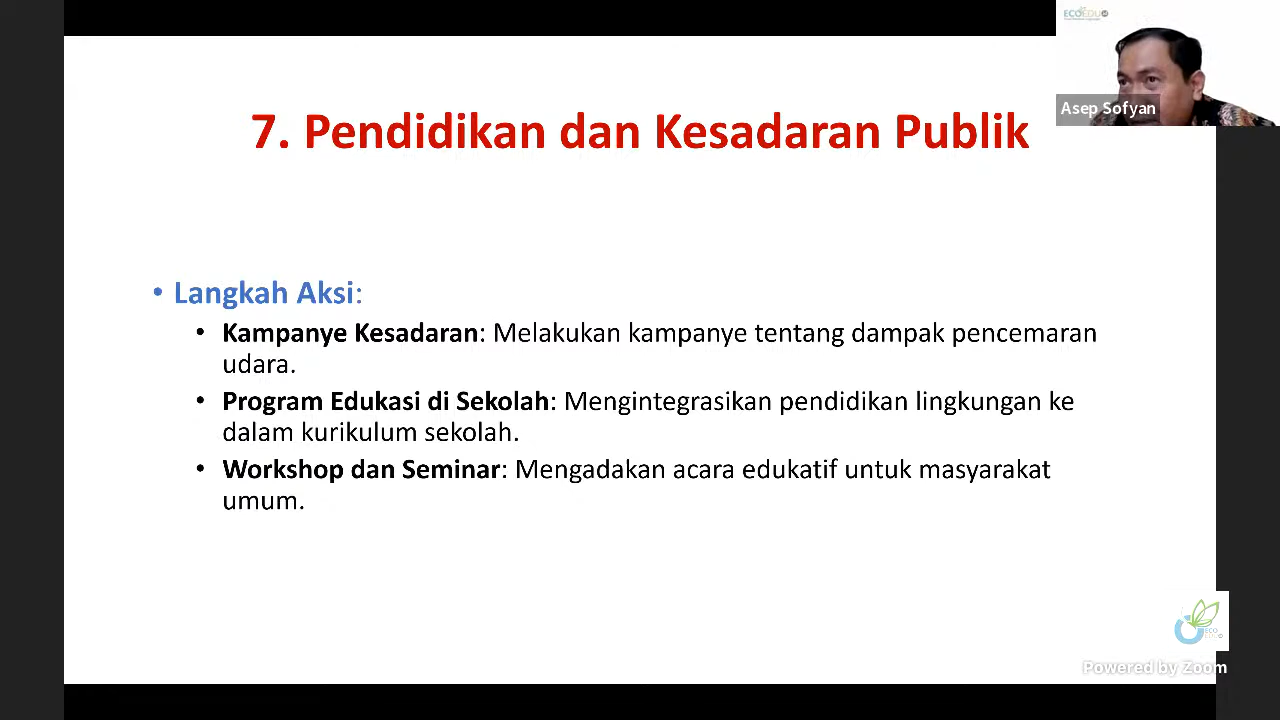 ECOEDU
Asep Sofyan
7. Pendidikan dan Kesadaran Publik
• Langkah Aksi:
• Kampanye Kesadaran: Melakukan kampanye tentang dampak pencemaran
udara.
• Program Edukasi di Sekolah: Mengintegrasikan pendidikan lingkungan ke
dalam kurikulum sekolah.
• Workshop dan Seminar: Mengadakan acara edukatif untuk masyarakat
umum.
ECO
Powered by Zoom